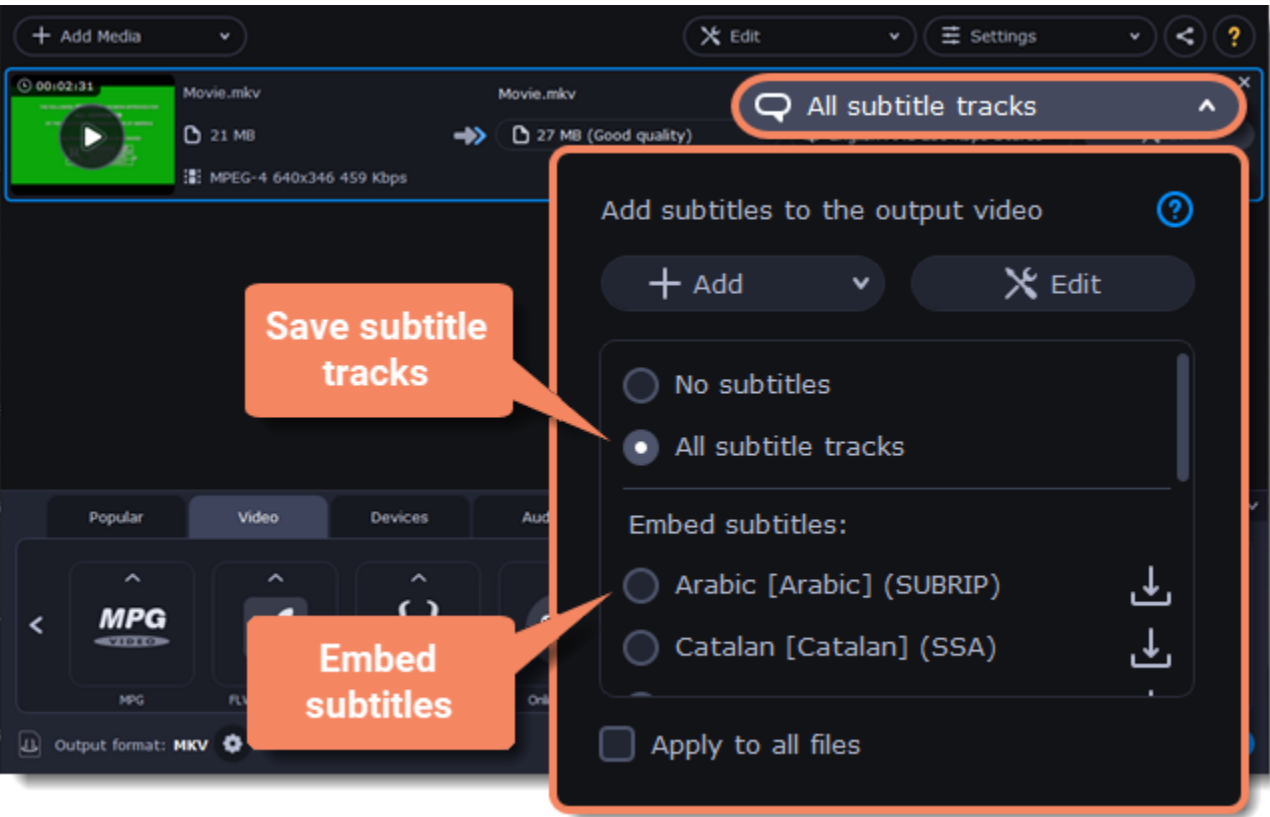 Add Media
Edit
Settings
?
00:02:31
Movie.mkv
Movie.mkv
All subtitle tracks
21 MB
27 MB (Good quality)
MPEG-4 640x346 459 Kbps
Add subtitles to the output video
?
Add
Edit
Save subtitle
tracks
No subtitles
All subtitle tracks
Popular
Video
Devices
Embed subtitles:
Arabic [Arabic] (SUBRIP)
MPG
VIDEO
Embed
subtitles
Catalan [Catalan] (SSA)
MPG
Output format: MKV
Apply to all files